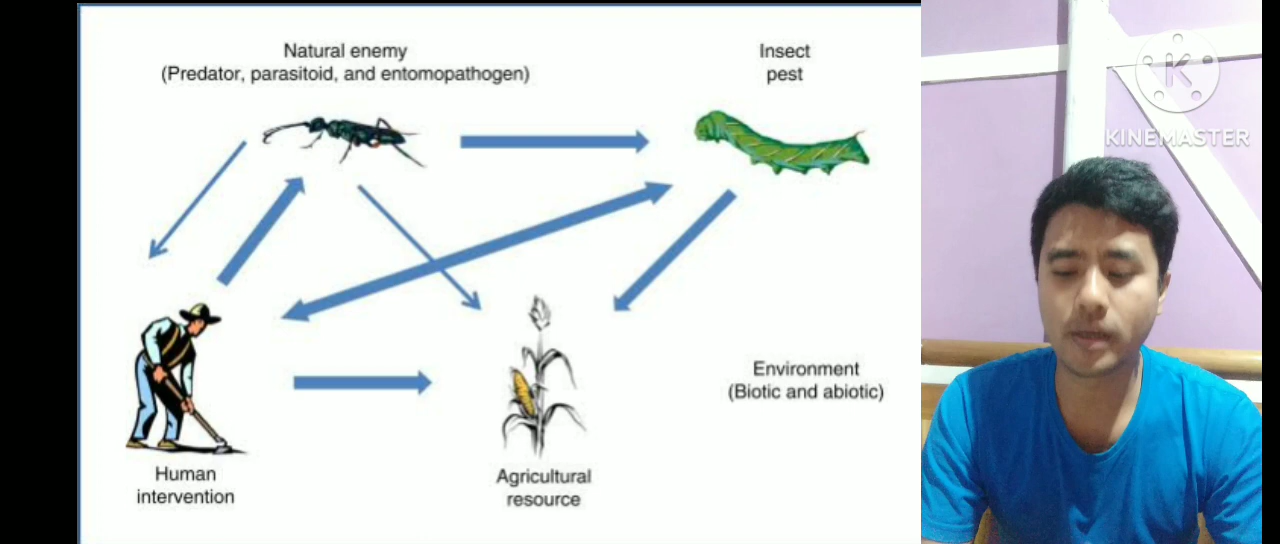 Natural enemy
(Predator, parasitoid, and entomopathogen)
Insect
pest
KINEMASTER
Environment
(Biotic and abiotic)
Human
intervention
Agricultural
resource